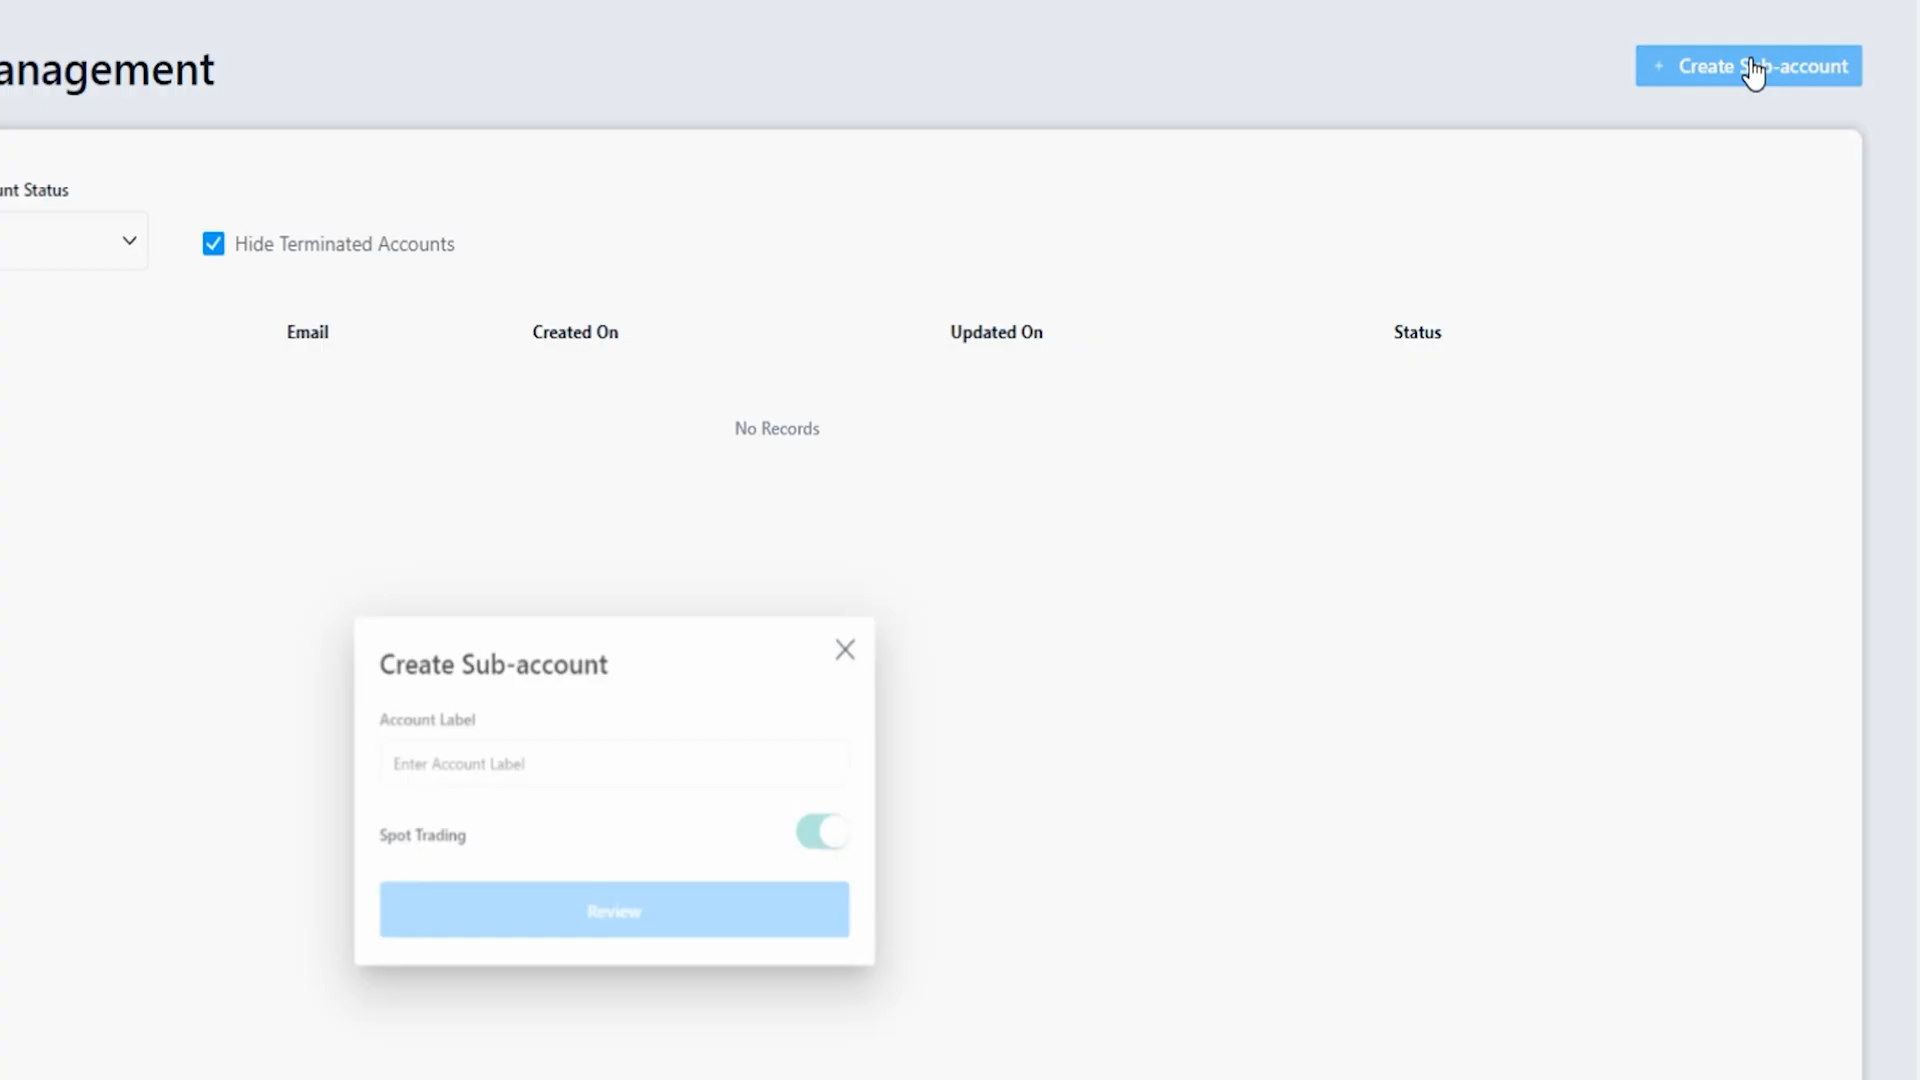 anagement
+ Create Sub-account
unt Status
Hide Terminated Accounts
Email Created On Updated On Status
No Records
Create Sub-account
Account Label
Enter Account Label
Spot Trading
Review